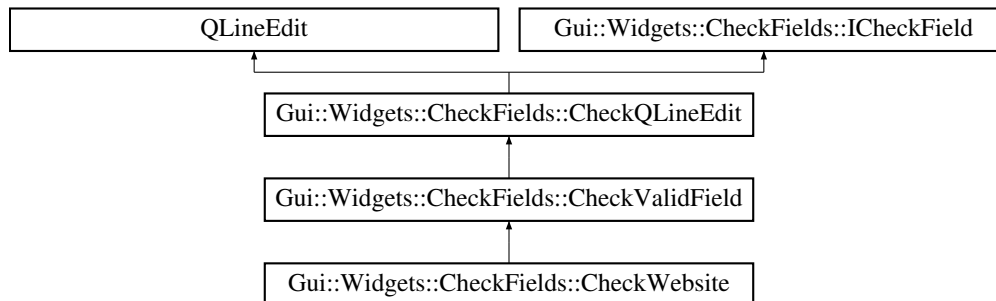 QLineEdit
Gui::Widgets::CheckFields::ICheckField
Gui::Widgets::CheckFields::CheckQLineEdit
Gui::Widgets::CheckFields::CheckValidField
Gui::Widgets::CheckFields::CheckWebsite